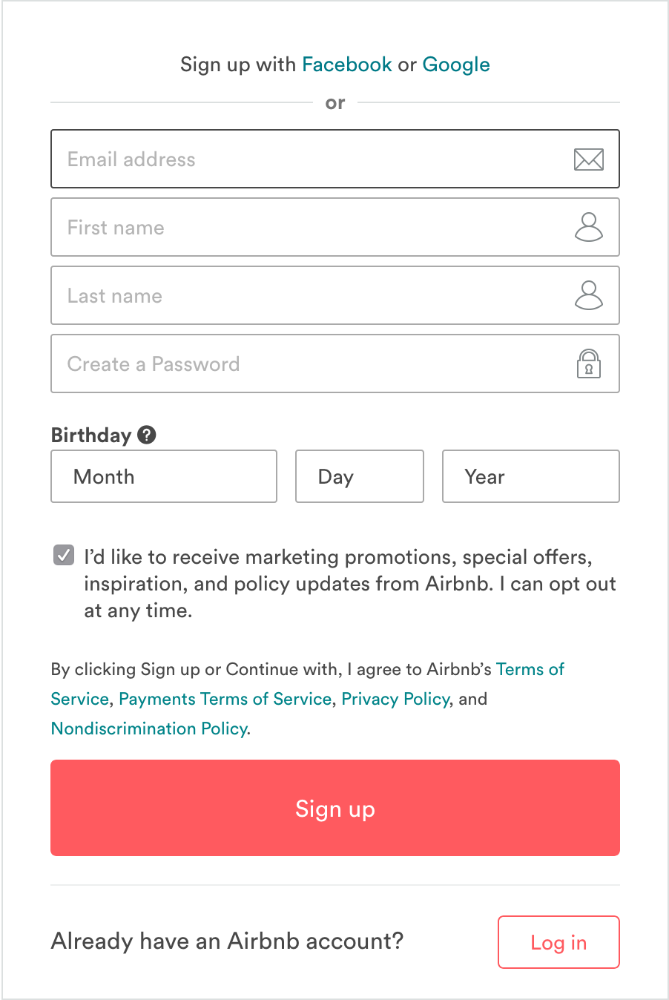 Sign up with Facebook or Google
or
Email address
First name
Last name
Create a Password
Birthday ?
Month Day Year
I’d like to receive marketing promotions, special offers,
inspiration, and policy updates from Airbnb. I can opt out
at any time.
By clicking Sign up or Continue with, I agree to Airbnb’s Terms of
Service, Payments Terms of Service, Privacy Policy, and
Nondiscrimination Policy.
Sign up
Already have an Airbnb account? Log in